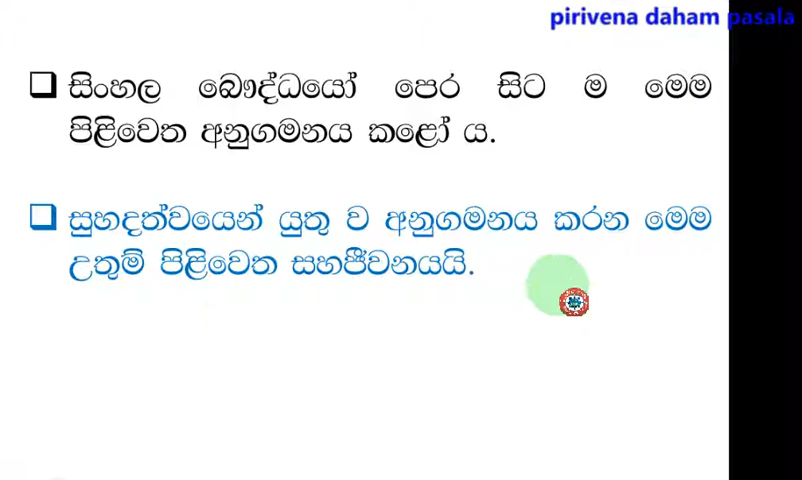 pirivena daham pasala
සිංහල බෞද්ධයෝ පෙර සිට ම මෙම
පිළිවෙත අනුගමනය කළෝ ය.
සුහදත්වයෙන් යුතු ව අනුගමනය කරන මෙම
උතුම් පිළිවෙත සහජීවනයයි.